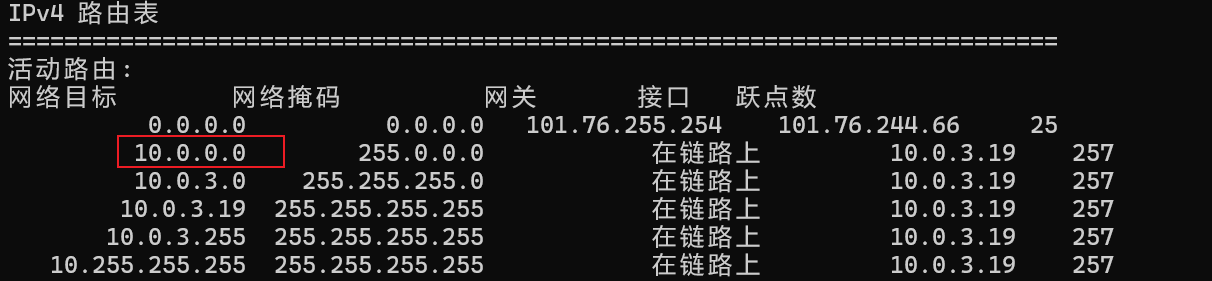 IPv4 路由表
===========================================================================
活动路由:
网络目标 网络掩码 网关 接口 跃点数
0.0.0.0 0.0.0.0 101.76.255.254 101.76.244.66 25
10.0.0.0 255.0.0.0 在链路上 10.0.3.19 257
10.0.3.0 255.255.255.0 在链路上 10.0.3.19 257
10.0.3.19 255.255.255.255 在链路上 10.0.3.19 257
10.0.3.255 255.255.255.255 在链路上 10.0.3.19 257
10.255.255.255 255.255.255.255 在链路上 10.0.3.19 257